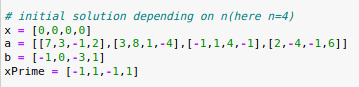 # initial solution depending on n(here n=4)
x = [0,0,0,0]
a = [[7,3,-1,2],[3,8,1,-4],[-1,1,4,-1],[2,-4,-1,6]]
b = [-1,0,-3,1]
xPrime = [-1,1,-1,1]